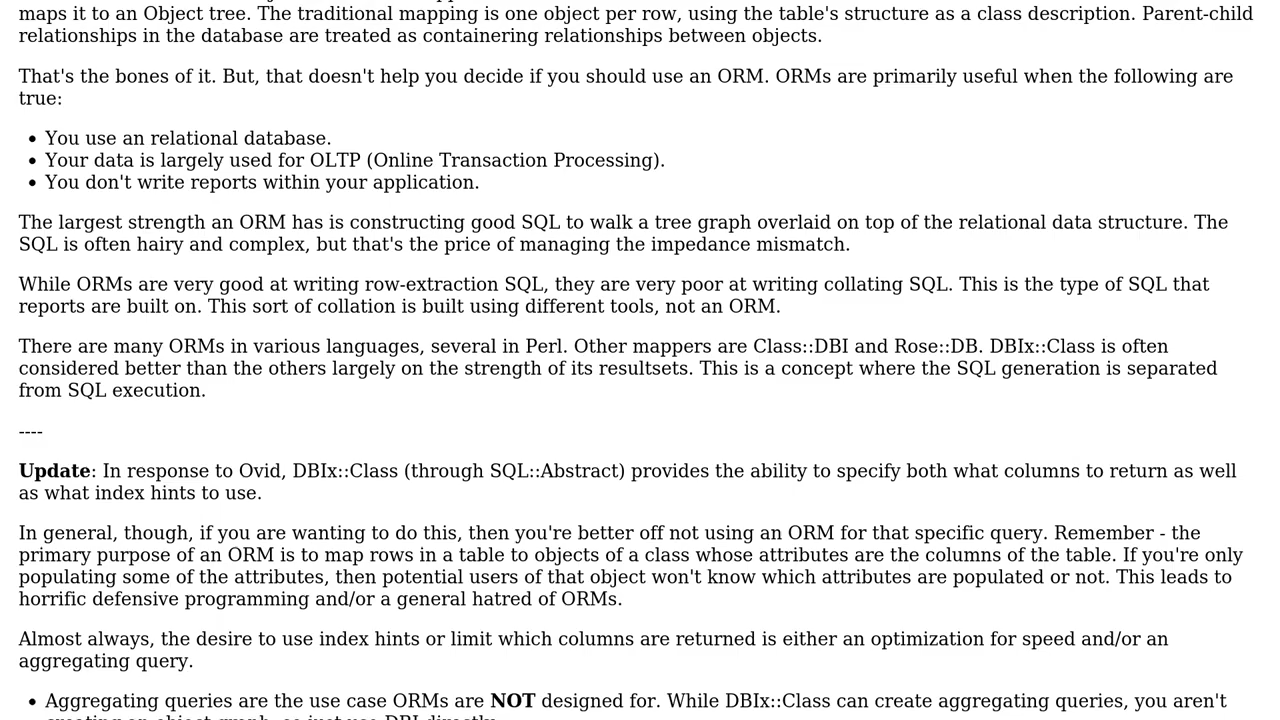 maps it to an Object tree. The traditional mapping is one object per row, using the table's structure as a class description. Parent-child
relationships in the database are treated as containering relationships between objects.
That's the bones of it. But, that doesn't help you decide if you should use an ORM. ORMs are primarily useful when the following are
true:
• You use an relational database.
• Your data is largely used for OLTP (Online Transaction Processing).
• You don't write reports within your application.
The largest strength an ORM has is constructing good SQL to walk a tree graph overlaid on top of the relational data structure. The
SQL is often hairy and complex, but that's the price of managing the impedance mismatch.
While ORMs are very good at writing row-extraction SQL, they are very poor at writing collating SQL. This is the type of SQL that
reports are built on. This sort of collation is built using different tools, not an ORM.
There are many ORMs in various languages, several in Perl. Other mappers are Class::DBI and Rose::DB. DBIx::Class is often
considered better than the others largely on the strength of its resultsets. This is a concept where the SQL generation is separated
from SQL execution.
----
Update: In response to Ovid, DBIx::Class (through SQL::Abstract) provides the ability to specify both what columns to return as well
as what index hints to use.
In general, though, if you are wanting to do this, then you're better off not using an ORM for that specific query. Remember - the
primary purpose of an ORM is to map rows in a table to objects of a class whose attributes are the columns of the table. If you're only
populating some of the attributes, then potential users of that object won't know which attributes are populated or not. This leads to
horrific defensive programming and/or a general hatred of ORMs.
Almost always, the desire to use index hints or limit which columns are returned is either an optimization for speed and/or an
aggregating query.
• Aggregating queries are the use case ORMs are NOT designed for. While DBIx::Class can create aggregating queries, you aren't